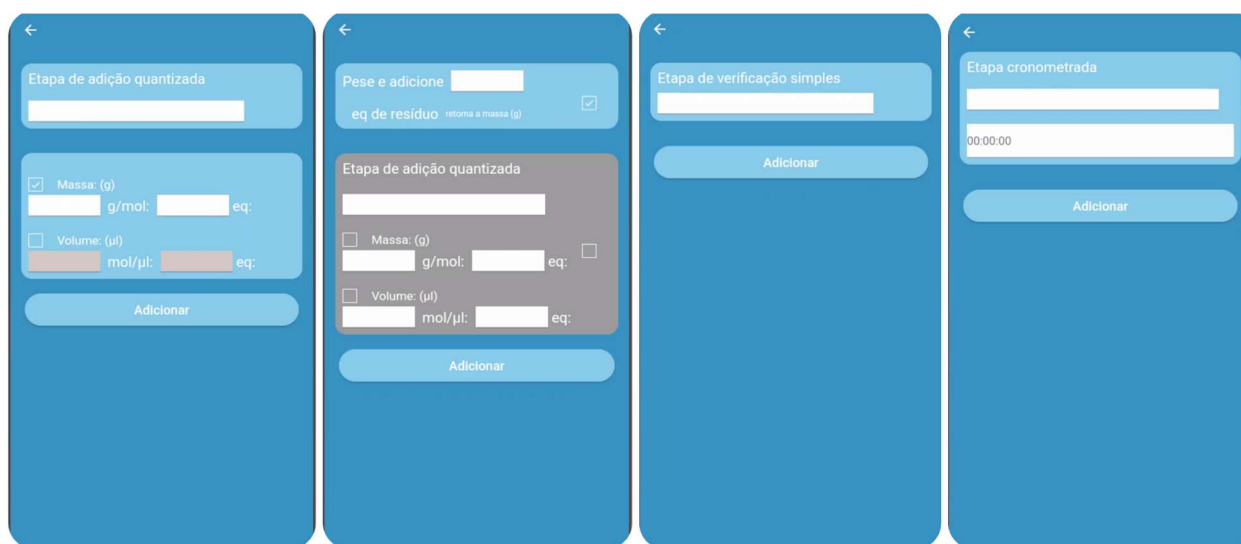 Etapa de adição quantizada
Massa: (g)
g/mol: eq:
Volume: (µl)
mol/µl: eq:
Adicionar
Pese e adicione
eq de resíduo retorna a massa (g)
Etapa de adição quantizada
Massa: (g)
g/mol: eq:
Volume: (µl)
mol/µl: eq:
Adicionar
Etapa de verificação simples
Adicionar
Etapa cronometrada
00:00:00
Adicionar